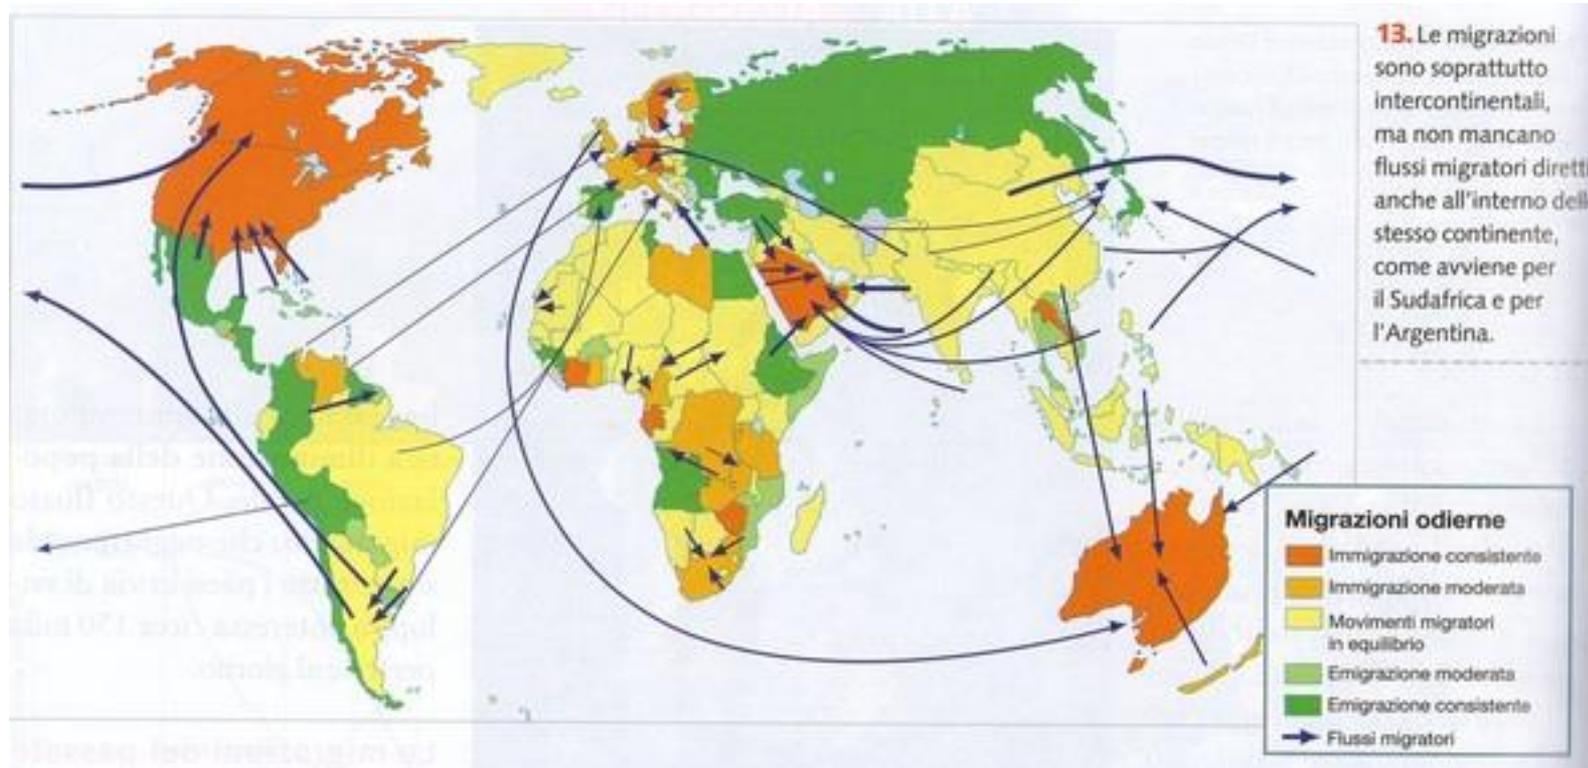 13. Le migrazioni
sono soprattutto
intercontinentali,
ma non mancano
flussi migratori diretti
anche all'interno dell
stesso continente,
come avviene per
il Sudafrica e per
l'Argentina.
Migrazioni odierne
Immigrazione consistente
Immigrazione moderata
Movimenti migratori
in equilibrio
Emigrazione moderata
Emigrazione consistente
Flussi migratori